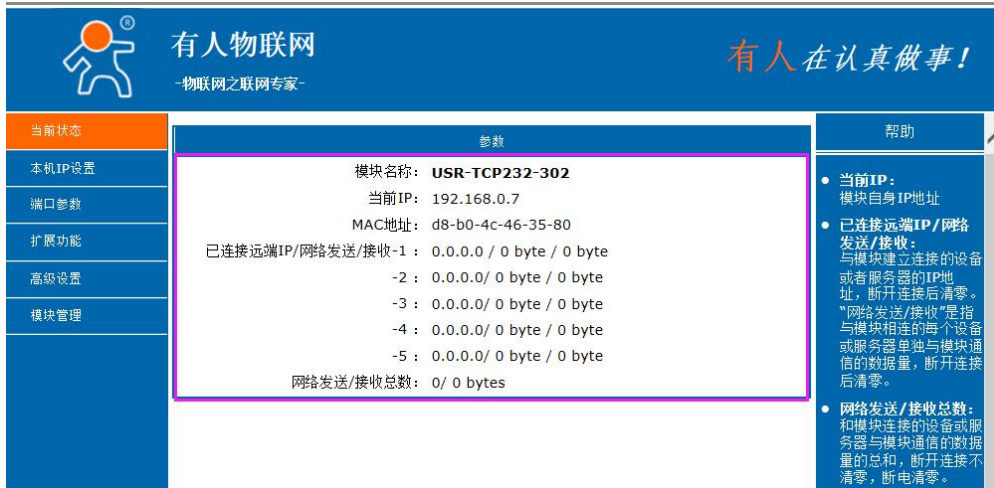 ®
有人物联网
-物联网之联网专家-
有人在认真做事!
当前状态
本机IP设置
端口参数
扩展功能
高级设置
模块管理
参数
模块名称: USR-TCP232-302
当前IP: 192.168.0.7
MAC地址: d8-b0-4c-46-35-80
已连接远端IP/网络发送/接收-1 : 0.0.0.0 / 0 byte / 0 byte
-2 : 0.0.0.0/ 0 byte / 0 byte
-3 : 0.0.0.0/ 0 byte / 0 byte
-4 : 0.0.0.0/ 0 byte / 0 byte
-5 : 0.0.0.0/ 0 byte / 0 byte
网络发送/接收总数: 0/ 0 bytes
帮助
当前IP:
模块自身IP地址
已连接远端IP/网络
发送/接收:
与模块建立连接的设备
或者服务器的IP地
址,断开连接后清零。
“网络发送/接收”是指
与模块相连的每个设备
或服务器单独与模块通
信的数据量,断开连接
后清零。
网络发送/接收总数:
和模块连接的设备或服
务器与模块通信的数据
量的总和,断开连接不
清零,断电清零。